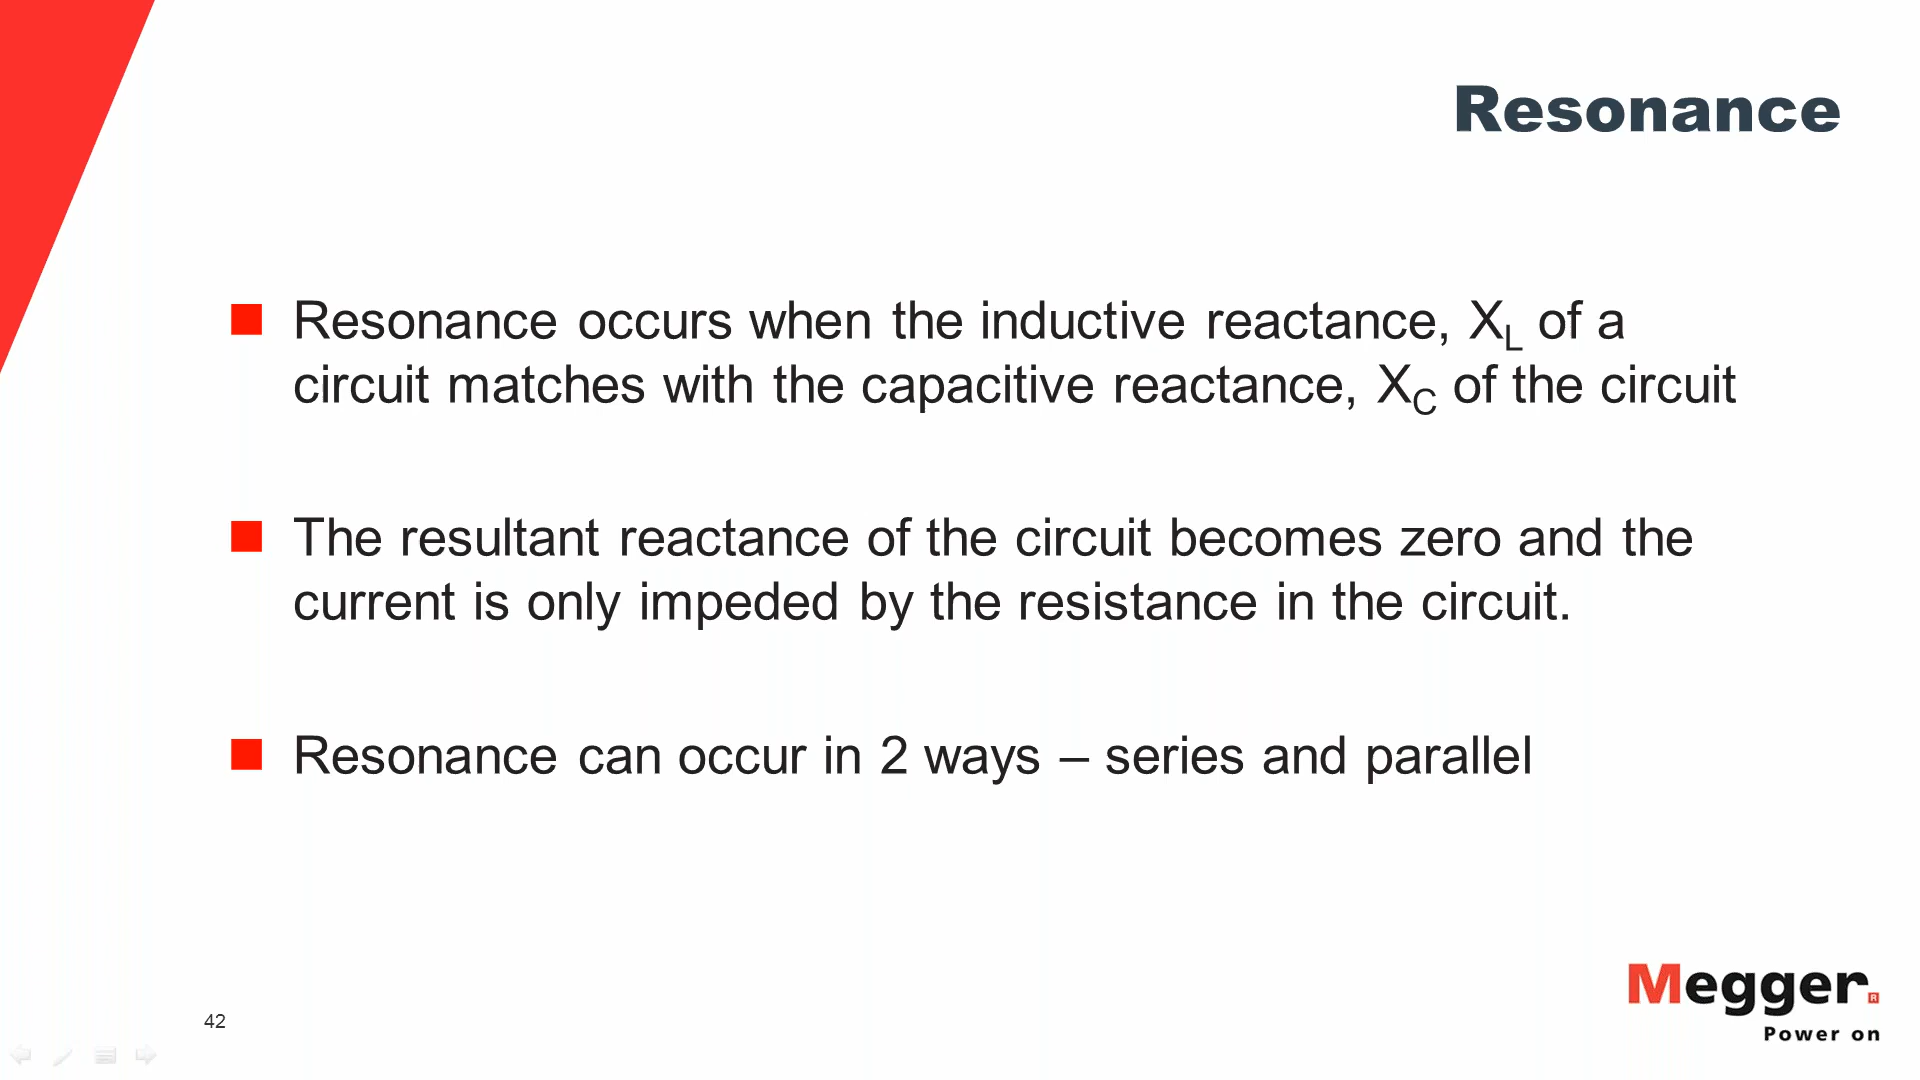 Resonance
Resonance occurs when the inductive reactance, X_L of a
circuit matches with the capacitive reactance, X_C of the circuit
The resultant reactance of the circuit becomes zero and the
current is only impeded by the resistance in the circuit.
Resonance can occur in 2 ways – series and parallel
Megger®
Power on
42